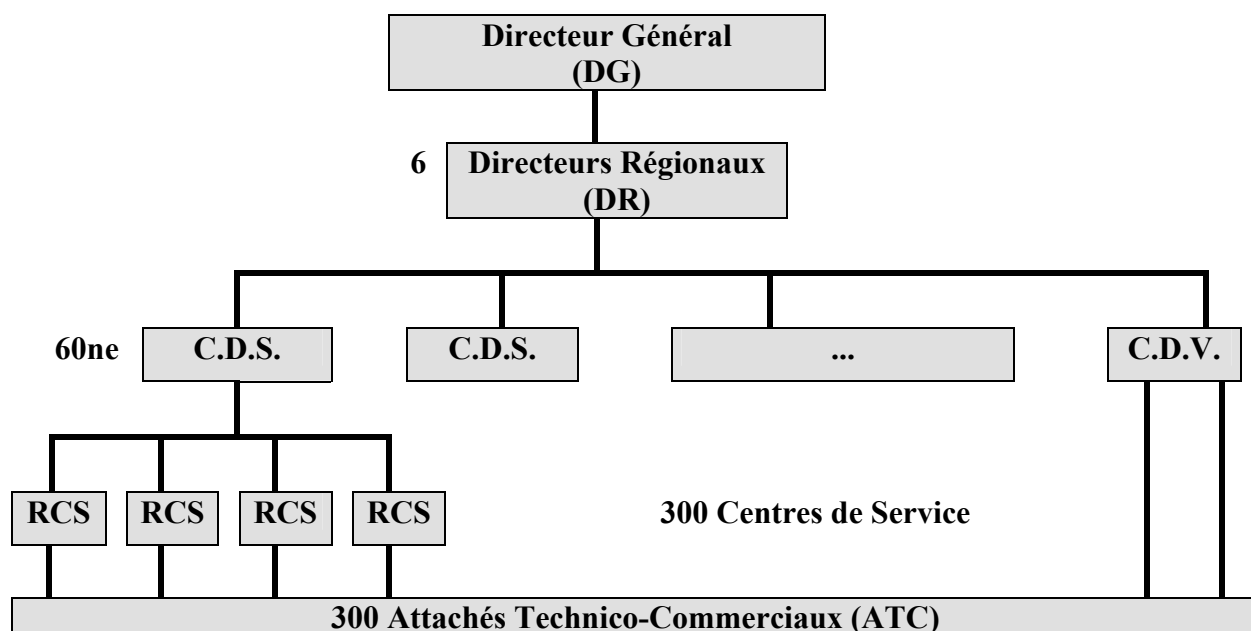 Directeur Général
(DG)
6
Directeurs Régionaux
(DR)
60ne
C.D.S.
C.D.S.
...
C.D.V.
RCS
RCS
RCS
RCS
300 Centres de Service
300 Attachés Technico-Commerciaux (ATC)